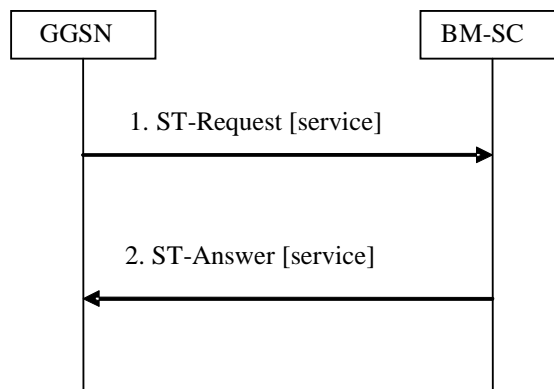 GGSN
BM-SC
1. ST-Request [service]
2. ST-Answer [service]